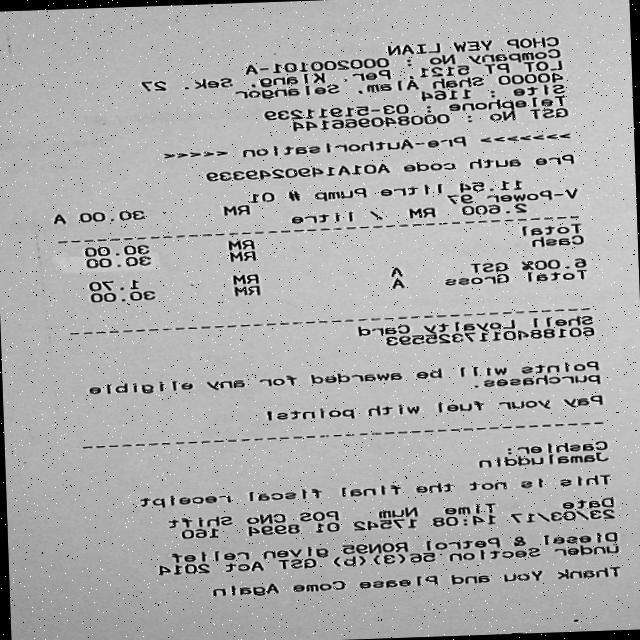 CHOP YEW LIAN
Company No : 000200101-A
LOT PT 5121, Per. Klang, Sek. 27
40000 Shah Alam, Selangor
Site : 1164
Telephone : 03-51911239
GST No : 000840966144
>>>>>>> Pre-Authorisation <<<<<
Pre auth code A01A149024939
11.54 litre Pump # 01
V-Power 97 RM 30.00 A
2.600 RM / litre
Total RM 30.00
Cash RM 30.00
6.00% GST A RM 1.70
Total Gross A RM 30.00
Shell Loyalty Card
6018840117325593
Points will be awarded for any eligible
purchases.
Pay your fuel with points!
Cashier:
Jamaluddin
This is not the final fiscal receipt
Date Time Num POS CNo Shift
23/03/17 14:08 17542 01 8994 160
Diesel & Petrol RON95 given relief
under Section 56(3)(b) GST Act 2014
Thank You and Please Come Again